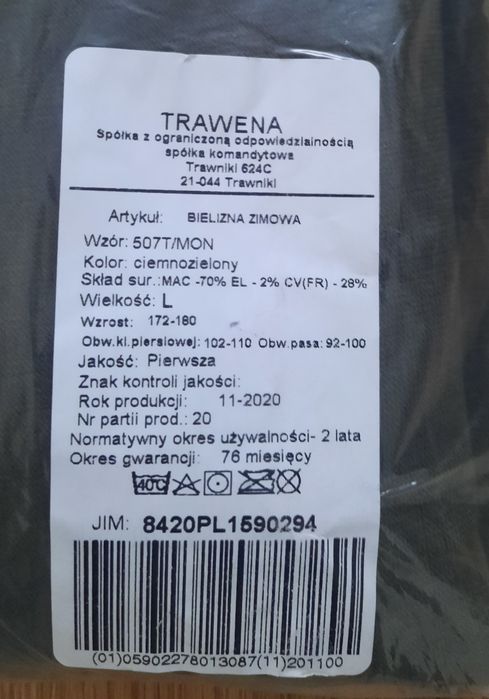 TRAWENA
Spółka z ograniczoną odpowiedzialnością
spółka komandytowa
Trawniki 624C
21-044 Trawniki
Artykuł: BIELIZNA ZIMOWA
Wzór: 507T/MON
Kolor: ciemnozielony
Skład sur.:MAC -70% EL - 2% CV(FR) - 28%
Wielkość: L
Wzrost: 172-180
Obw.kl.piersiowej: 102-110 Obw.pasa: 92-100
Jakość: Pierwsza
Znak kontroli jakości:
Rok produkcji: 11-2020
Nr partii prod.: 20
Normatywny okres używalności- 2 lata
Okres gwarancji: 76 miesięcy
40°C
JIM: 8420PL1590294
(01)05902278013087(11)201100